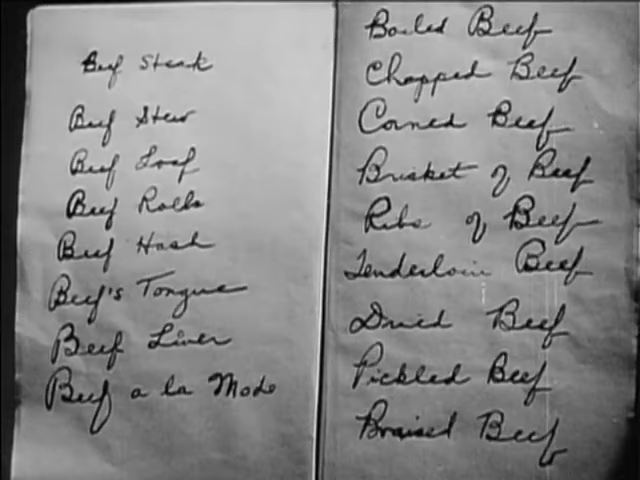 Beef Steak
Beef Stew
Beef Loaf
Beef Rolls
Beef Hash
Beef's Tongue
Beef Liver
Beef a la Mode
Boiled Beef
Chopped Beef
Corned Beef
Brisket of Beef
Ribs of Beef
Tenderloin Beef
Dried Beef
Pickled Beef
Braised Beef